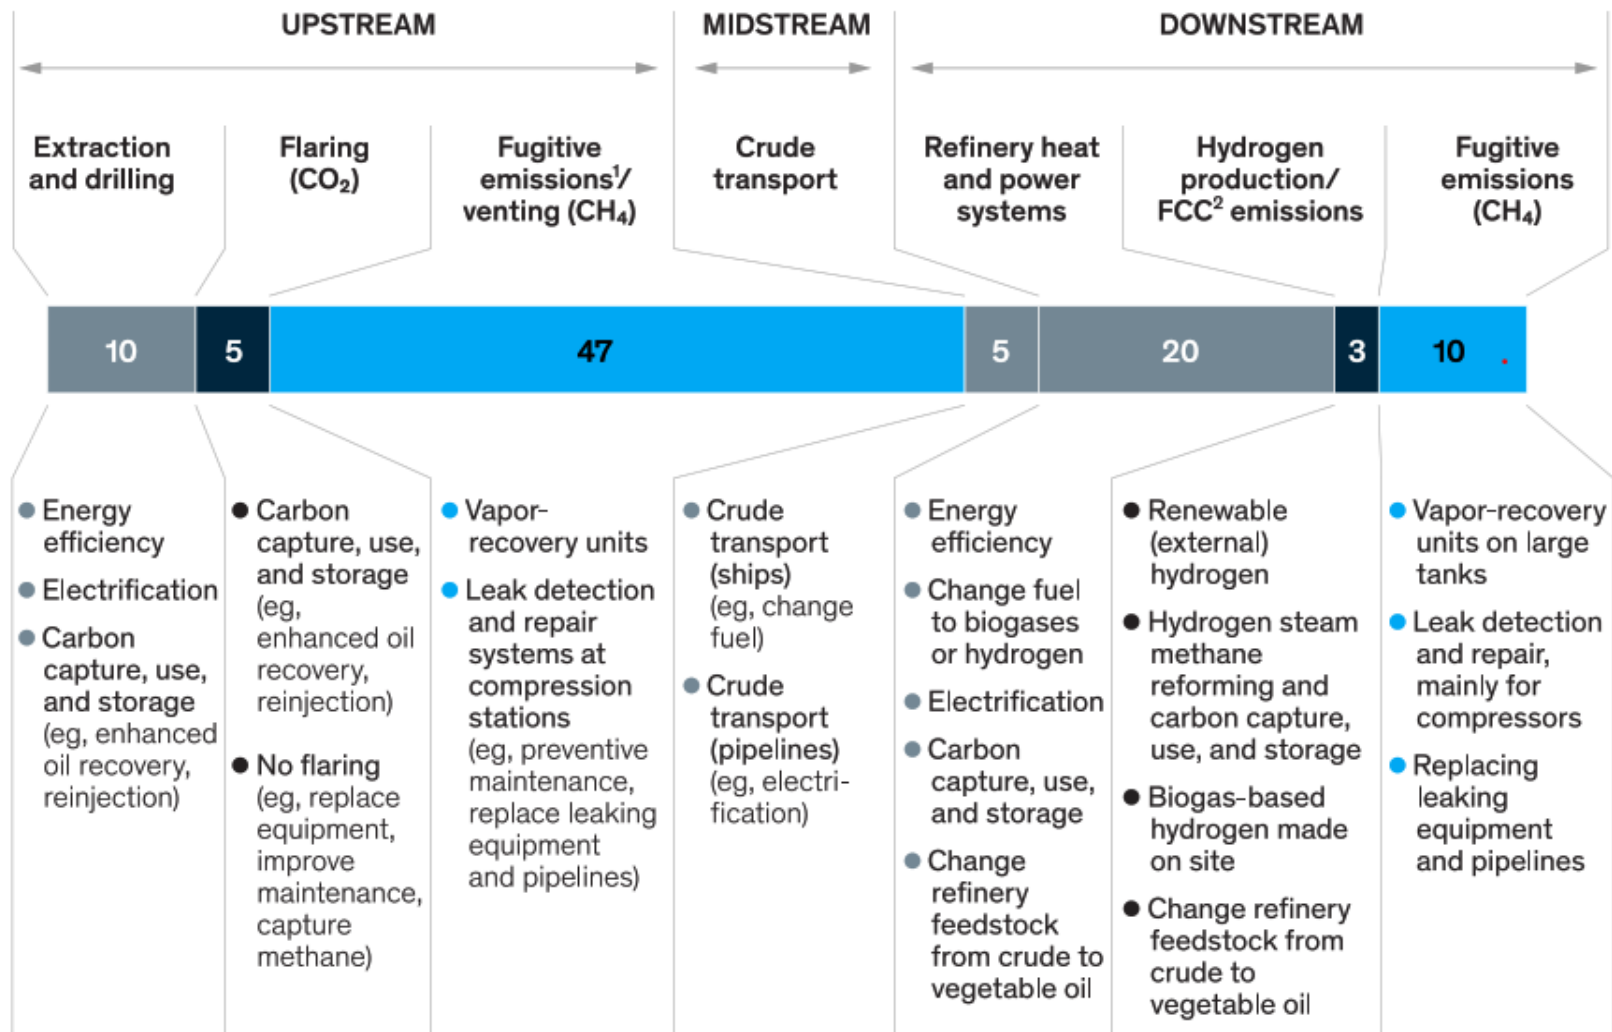 UPSTREAM
MIDSTREAM
DOWNSTREAM
Extraction
and drilling
Flaring
(CO₂)
Fugitive
emissions¹/
venting (CH₄)
Crude
transport
Refinery heat
and power
systems
Hydrogen
production/
FCC² emissions
Fugitive
emissions
(CH₄)
10
5
47
5
20
3
10
Energy
efficiency
Electrification
Carbon
capture, use,
and storage
(eg, enhanced
oil recovery,
reinjection)
Carbon
capture, use,
and storage
(eg,
enhanced oil
recovery,
reinjection)
No flaring
(eg, replace
equipment,
improve
maintenance,
capture
methane)
Vapor-
recovery units
Leak detection
and repair
systems at
compression
stations
(eg, preventive
maintenance,
replace leaking
equipment
and pipelines)
Crude
transport
(ships)
(eg, change
fuel)
Crude
transport
(pipelines)
(eg, electri-
fication)
Energy
efficiency
Change fuel
to biogases
or hydrogen
Electrification
Carbon
capture, use,
and storage
Change
refinery
feedstock
from crude to
vegetable oil
Renewable
(external)
hydrogen
Hydrogen steam
methane
reforming and
carbon capture,
use, and storage
Biogas-based
hydrogen made
on site
Change refinery
feedstock from
crude to
vegetable oil
Vapor-recovery
units on large
tanks
Leak detection
and repair,
mainly for
compressors
Replacing
leaking
equipment
and pipelines